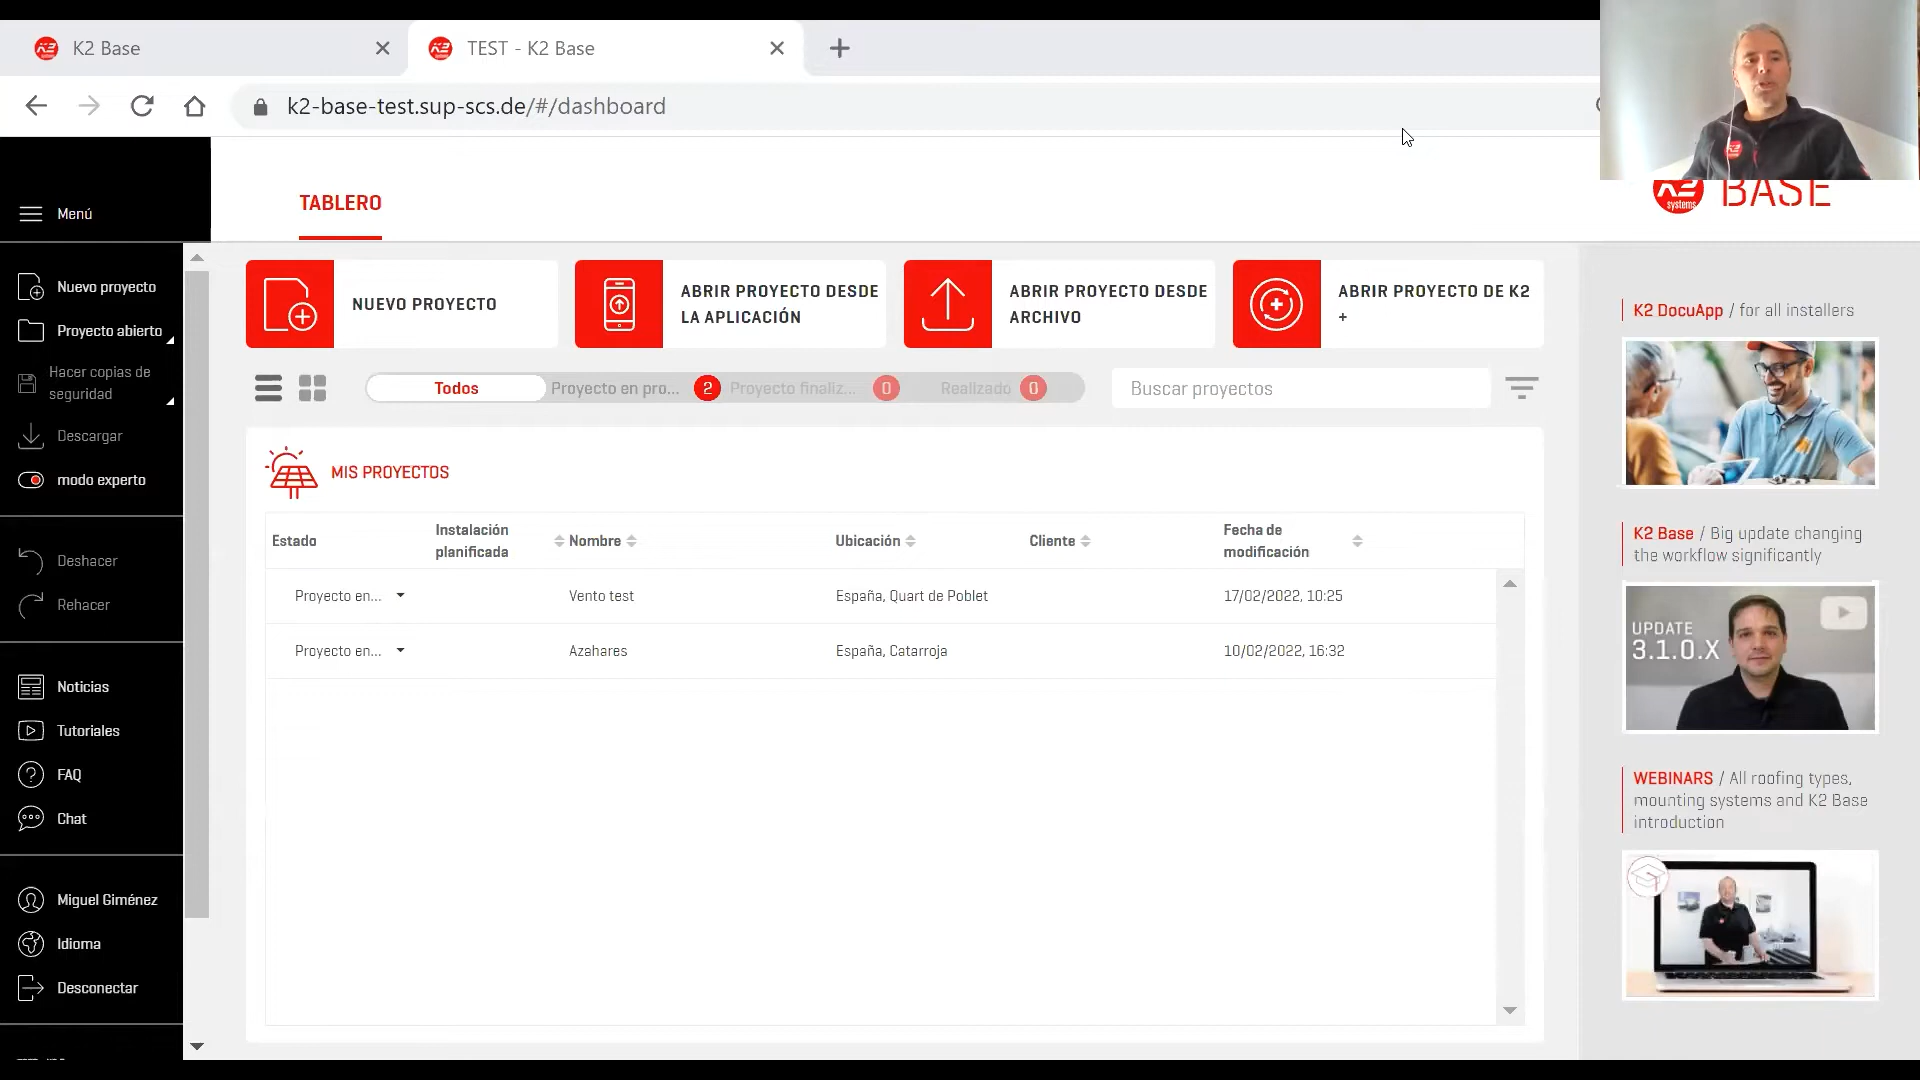 K2 Base
TEST - K2 Base
k2-base-test.sup-scs.de/#/dashboard
Menú
TABLERO
K2 systems BASE
Nuevo proyecto
Proyecto abierto
Hacer copias de
seguridad
Descargar
modo experto
Deshacer
Rehacer
Noticias
Tutoriales
FAQ
Chat
Miguel Giménez
Idioma
Desconectar
NUEVO PROYECTO
ABRIR PROYECTO DESDE
LA APLICACIÓN
ABRIR PROYECTO DESDE
ARCHIVO
ABRIR PROYECTO DE K2
+
Todos
Proyecto en pro... 2
Proyecto finaliz... 0
Realizado 0
Buscar proyectos
MIS PROYECTOS
Estado
Instalación
planificada
Nombre
Ubicación
Cliente
Fecha de
modificación
Proyecto en... Vento test España, Quart de Poblet 17/02/2022, 10:25
Proyecto en... Azahares España, Catarroja 10/02/2022, 16:32
K2 DocuApp / for all installers
K2 Base / Big update changing
the workflow significantly
UPDATE
3.1.0.X
WEBINARS / All roofing types,
mounting systems and K2 Base
introduction